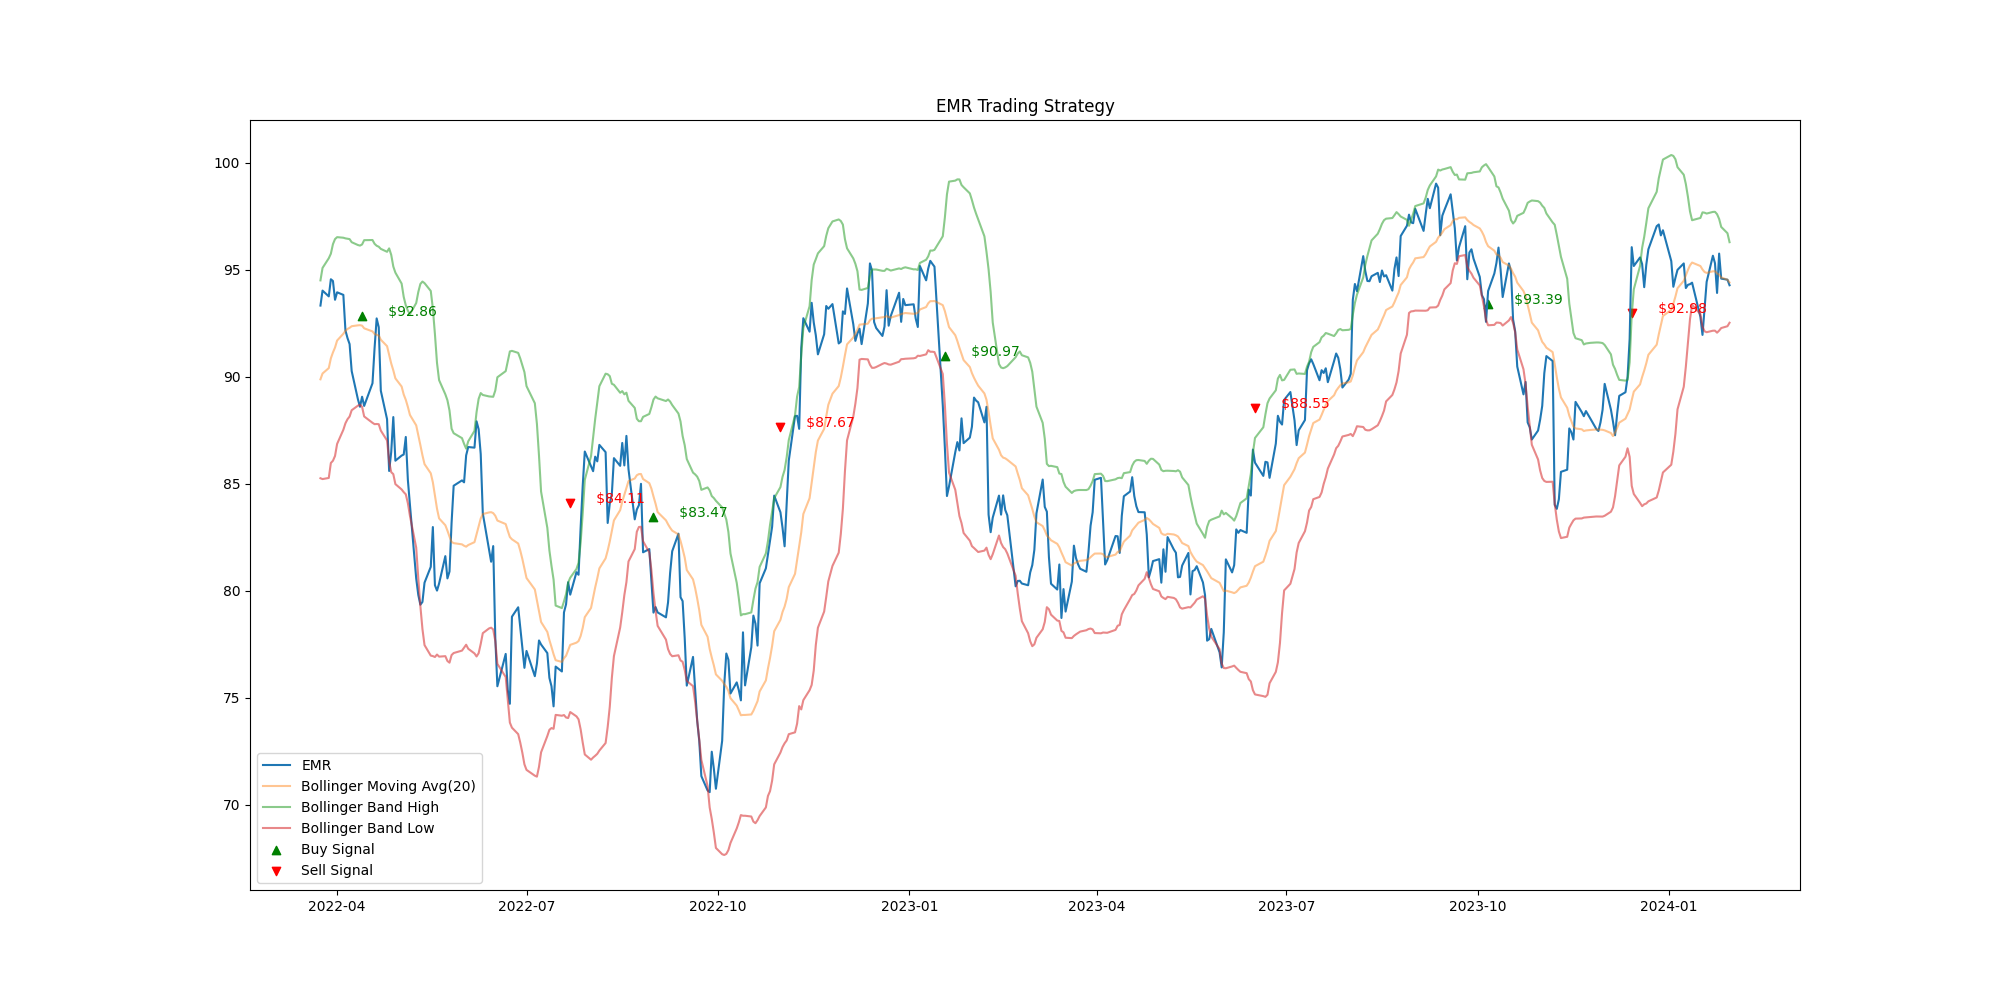 EMR Trading Strategy
100
95
90
85
80
75
70
$92.86
$84.11
$83.47
$87.67
$90.97
$88.55
$93.39
$92.98
EMR
Bollinger Moving Avg(20)
Bollinger Band High
Bollinger Band Low
Buy Signal
Sell Signal
2022-04 2022-07 2022-10 2023-01 2023-04 2023-07 2023-10 2024-01